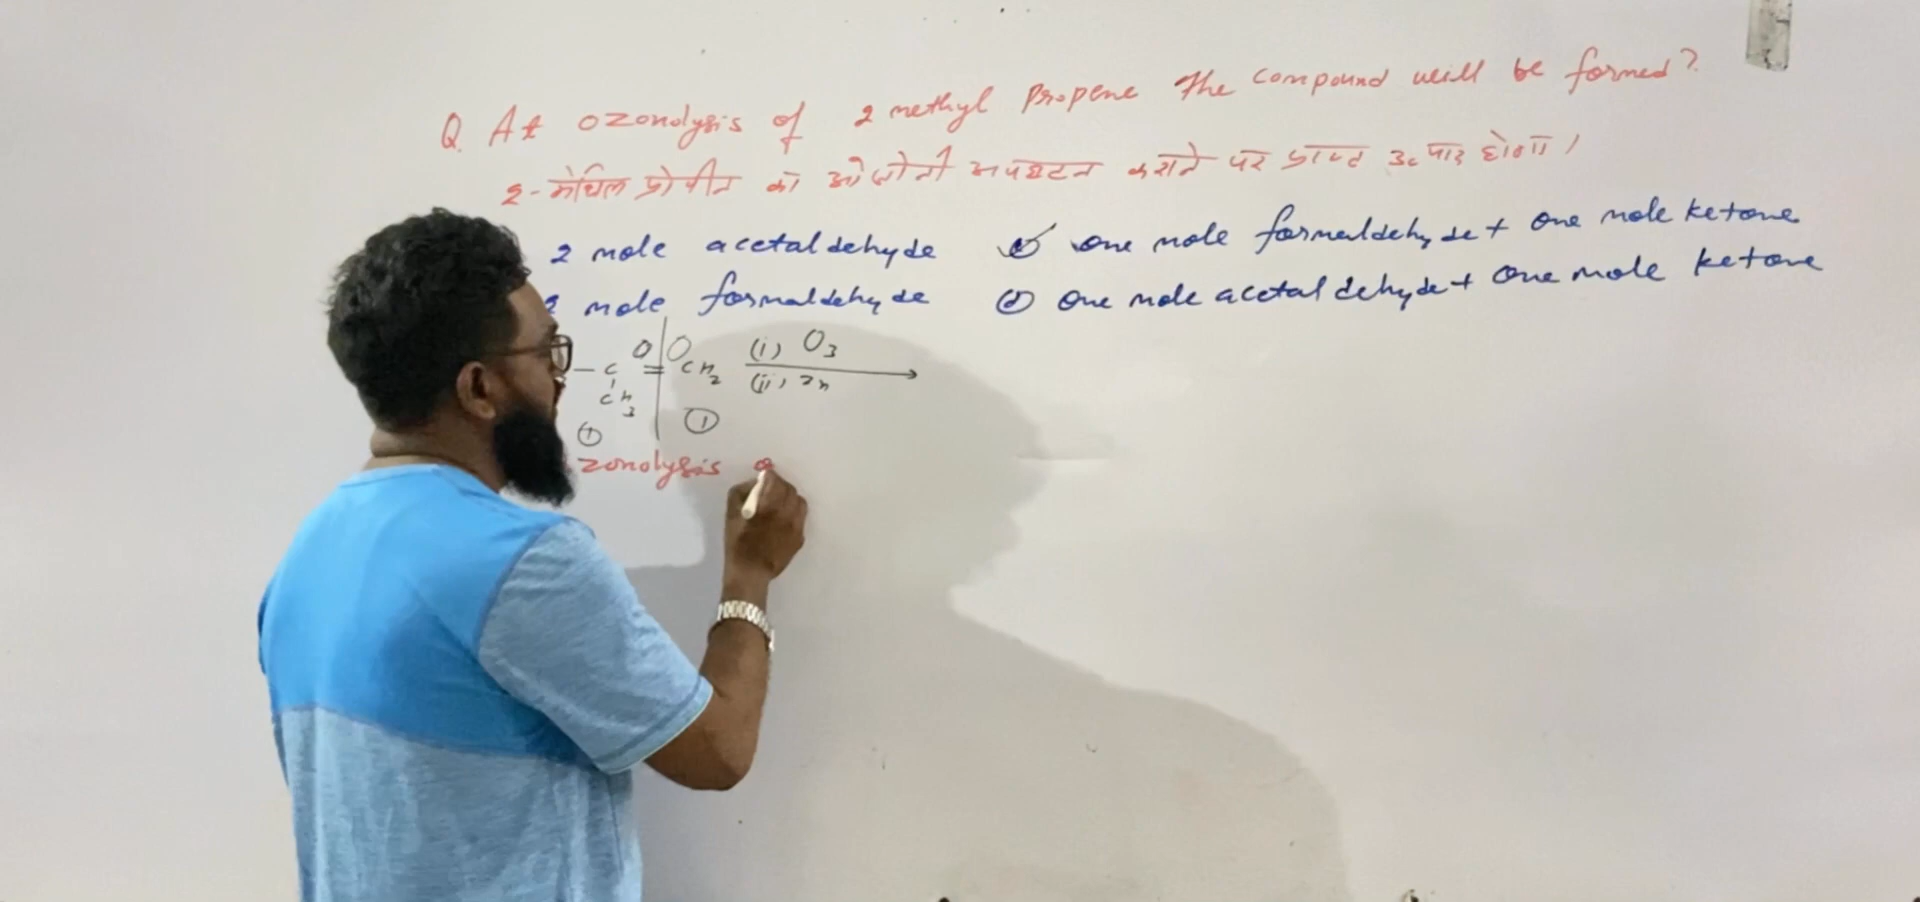 Q. At ozonolysis of 2 methyl Propene the compound will be formed?
2-मेथिल प्रोपीन का ओजोनी अपघटन कराने पर प्राप्त उत्पाद होगा।
2 mole acetaldehyde one mole formaldehyde + one mole ketone
2 mole formaldehyde (d) one mole acetaldehyde + one mole ketone
O O (i) O3
– C = CH2 (ii) Zn
CH3
1 1
zonolysis o